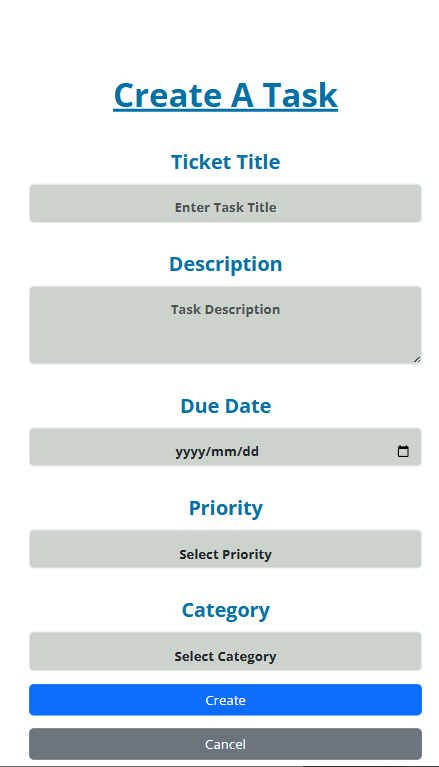 Create A Task
Ticket Title
Enter Task Title
Description
Task Description
Due Date
yyyy/mm/dd
Priority
Select Priority
Category
Select Category
Create
Cancel